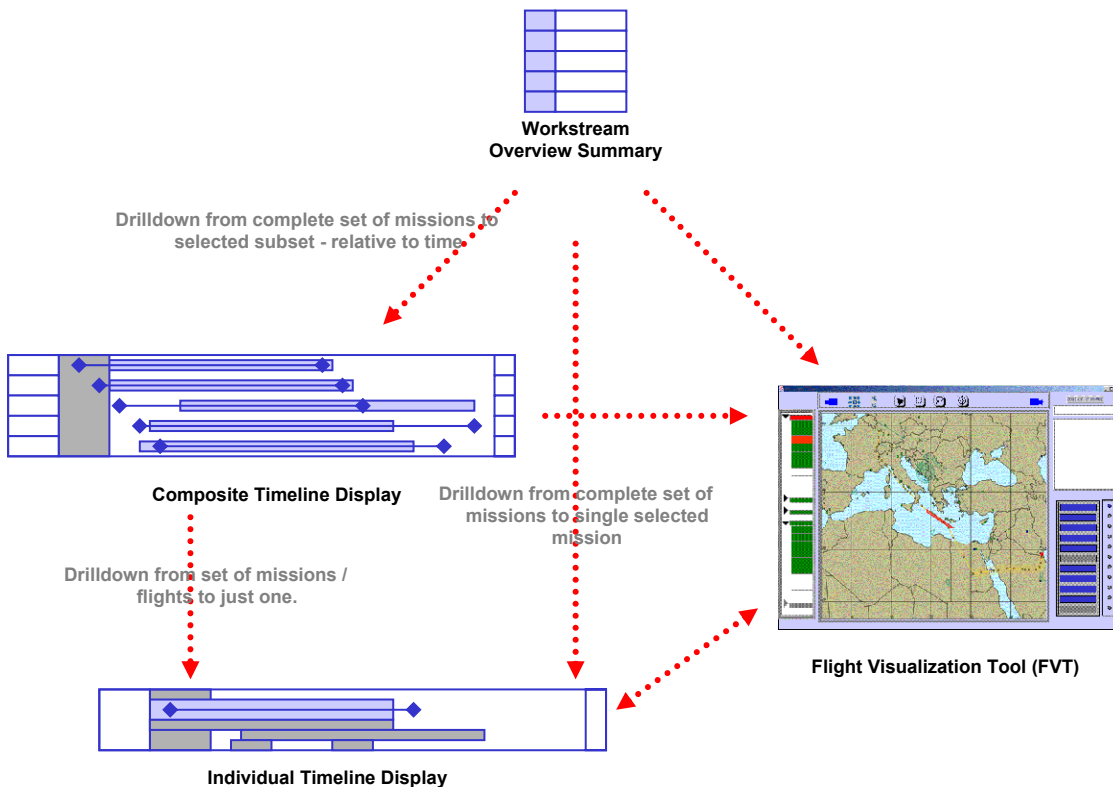 Workstream
Overview Summary
Drilldown from complete set of missions to
selected subset - relative to time
Composite Timeline Display
Drilldown from complete set of
missions to single selected
mission
Drilldown from set of missions /
flights to just one.
Flight Visualization Tool (FVT)
Individual Timeline Display